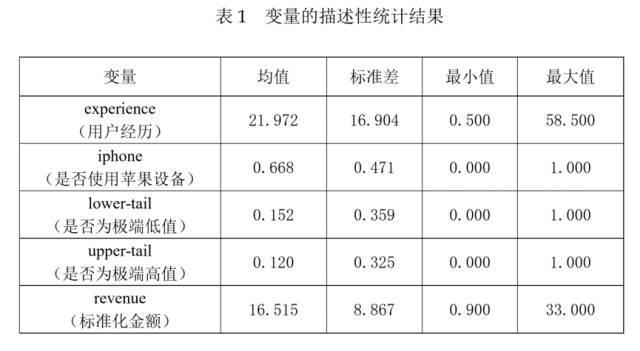 表 1 变量的描述性统计结果
变量 均值 标准差 最小值 最大值
experience
（用户经历） 21.972 16.904 0.500 58.500
iphone
（是否使用苹果设备） 0.668 0.471 0.000 1.000
lower-tail
（是否为极端低值） 0.152 0.359 0.000 1.000
upper-tail
（是否为极端高值） 0.120 0.325 0.000 1.000
revenue
（标准化金额） 16.515 8.867 0.900 33.000